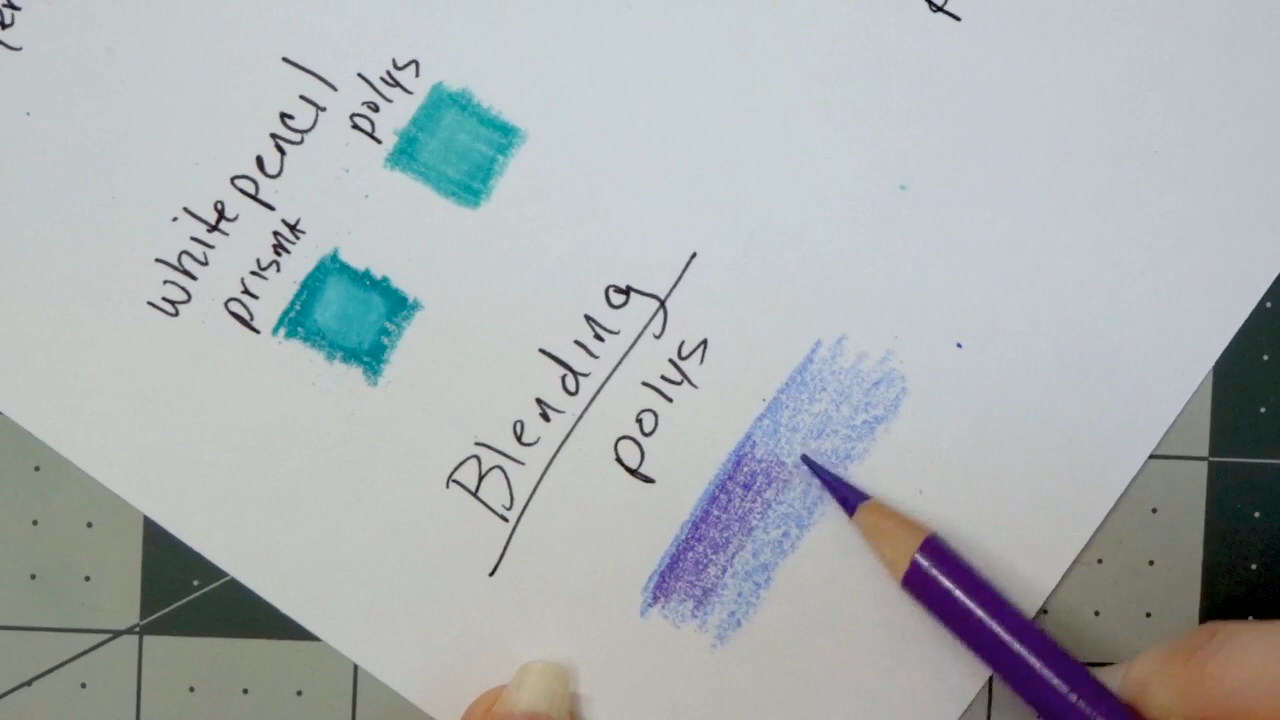 white pencil
prisma
polys
Blending
polys